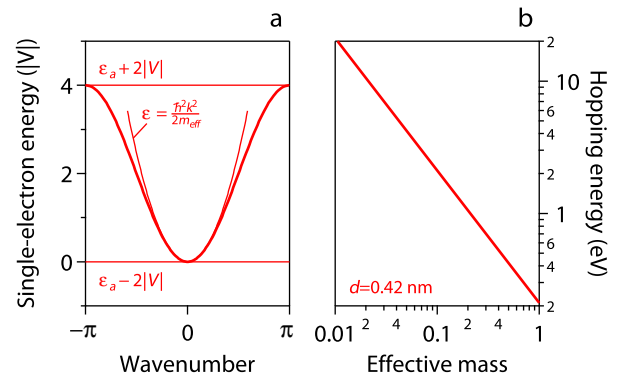 a
Single-electron energy (|V|)
4
2
0
εa+2|V|
ε = ħ²k²/2meff
εa−2|V|
−π
0
π
Wavenumber
b
d=0.42 nm
2
10
6
4
2
1
6
4
2
Hopping energy (eV)
0.01
2
4
0.1
2
4
1
Effective mass